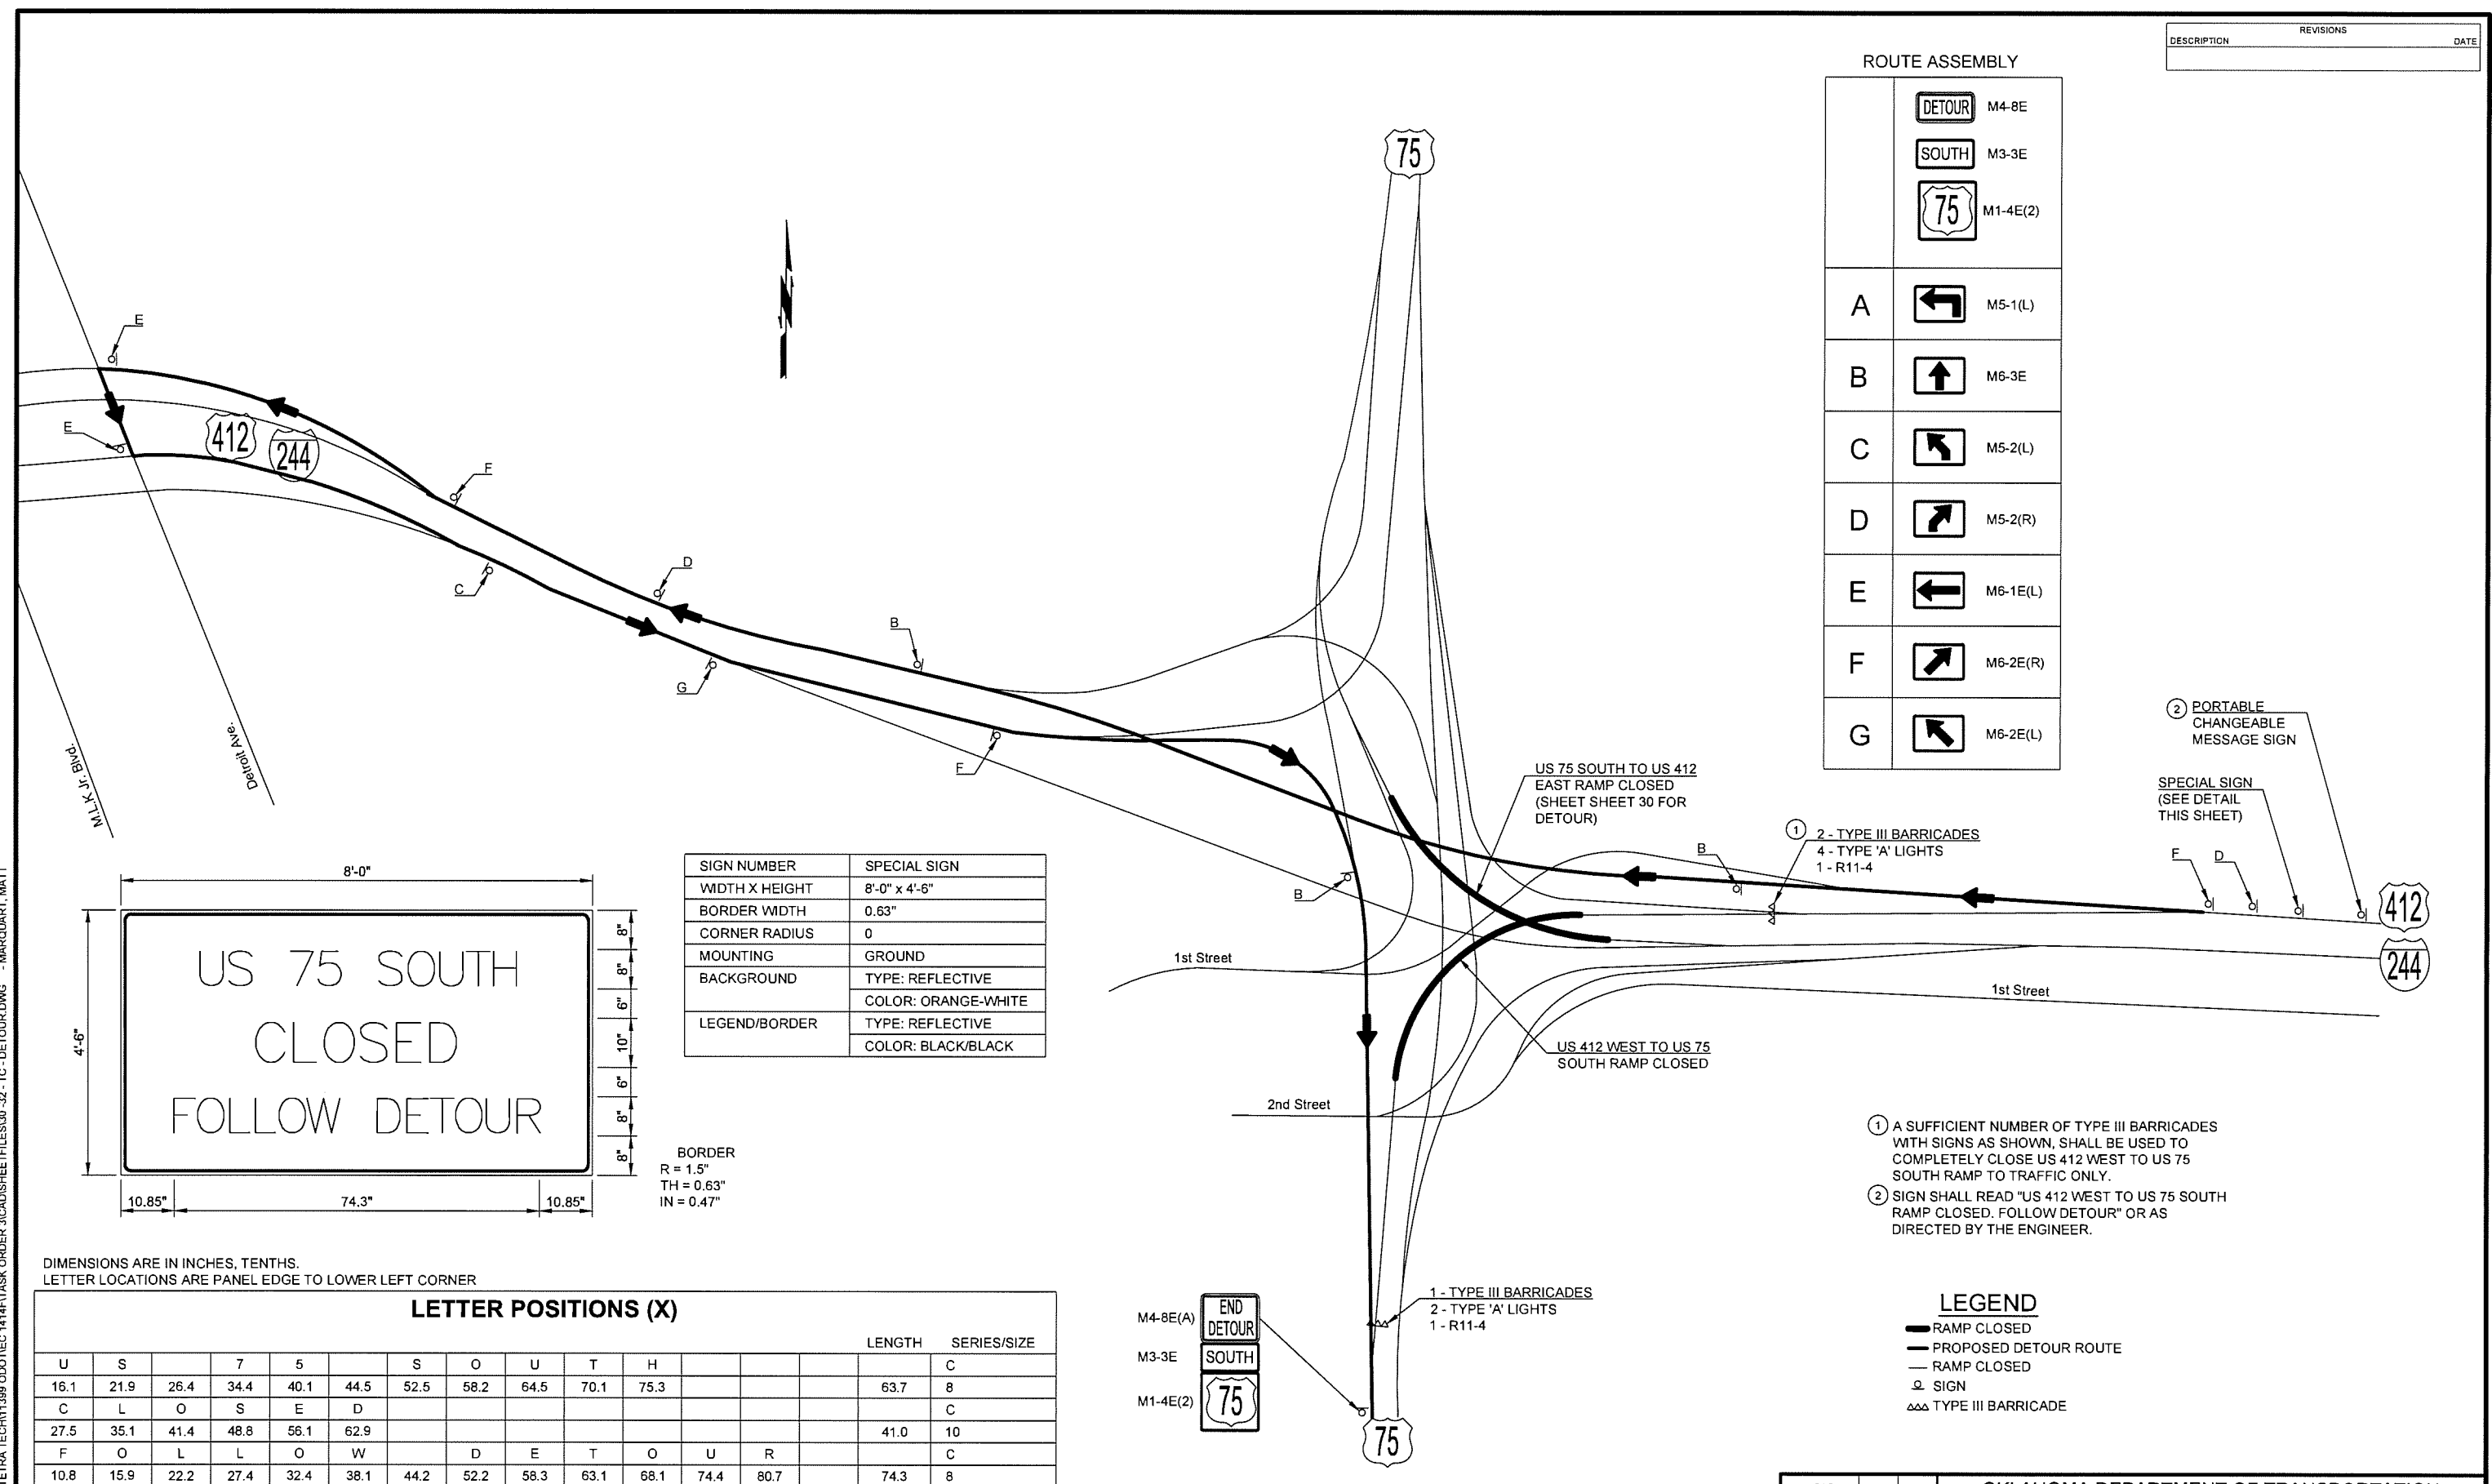 REVISIONS
DESCRIPTION DATE
ROUTE ASSEMBLY
DETOUR M4-8E
SOUTH M3-3E
75 M1-4E(2)
A M5-1(L)
B M6-3E
C M5-2(L)
D M5-2(R)
E M6-1E(L)
F M6-2E(R)
G M6-2E(L)
75
N
E
E
412
244
F
D
C
B
G
F
M.L.K. Jr. Blvd.
Detroit Ave.
US 75 SOUTH TO US 412
EAST RAMP CLOSED
(SHEET SHEET 30 FOR
DETOUR)
1 2 - TYPE III BARRICADES
4 - TYPE 'A' LIGHTS
1 - R11-4
2 PORTABLE
CHANGEABLE
MESSAGE SIGN
SPECIAL SIGN
(SEE DETAIL
THIS SHEET)
B
F
D
412
244
B
1st Street
1st Street
US 412 WEST TO US 75
SOUTH RAMP CLOSED
2nd Street
8'-0"
4'-6"
US 75 SOUTH
CLOSED
FOLLOW DETOUR
8"
8"
6"
10"
6"
8"
8"
10.85" 74.3" 10.85"
BORDER
R = 1.5"
TH = 0.63"
IN = 0.47"
SIGN NUMBER SPECIAL SIGN
WIDTH X HEIGHT 8'-0" x 4'-6"
BORDER WIDTH 0.63"
CORNER RADIUS 0
MOUNTING GROUND
BACKGROUND TYPE: REFLECTIVE
COLOR: ORANGE-WHITE
LEGEND/BORDER TYPE: REFLECTIVE
COLOR: BLACK/BLACK
1 A SUFFICIENT NUMBER OF TYPE III BARRICADES
WITH SIGNS AS SHOWN, SHALL BE USED TO
COMPLETELY CLOSE US 412 WEST TO US 75
SOUTH RAMP TO TRAFFIC ONLY.
2 SIGN SHALL READ "US 412 WEST TO US 75 SOUTH
RAMP CLOSED. FOLLOW DETOUR" OR AS
DIRECTED BY THE ENGINEER.
DIMENSIONS ARE IN INCHES, TENTHS.
LETTER LOCATIONS ARE PANEL EDGE TO LOWER LEFT CORNER
LETTER POSITIONS (X)
LENGTH SERIES/SIZE
U S 7 5 S O U T H C
16.1 21.9 26.4 34.4 40.1 44.5 52.5 58.2 64.5 70.1 75.3 63.7 8
C L O S E D C
27.5 35.1 41.4 48.8 56.1 62.9 41.0 10
F O L L O W D E T O U R C
10.8 15.9 22.2 27.4 32.4 38.1 44.2 52.2 58.3 63.1 68.1 74.4 80.7 74.3 8
M4-8E(A) END
DETOUR
M3-3E SOUTH
M1-4E(2) 75
1 - TYPE III BARRICADES
2 - TYPE 'A' LIGHTS
1 - R11-4
75
LEGEND
RAMP CLOSED
PROPOSED DETOUR ROUTE
RAMP CLOSED
SIGN
TYPE III BARRICADE
OKLAHOMA DEPARTMENT OF TRANSPORTATION